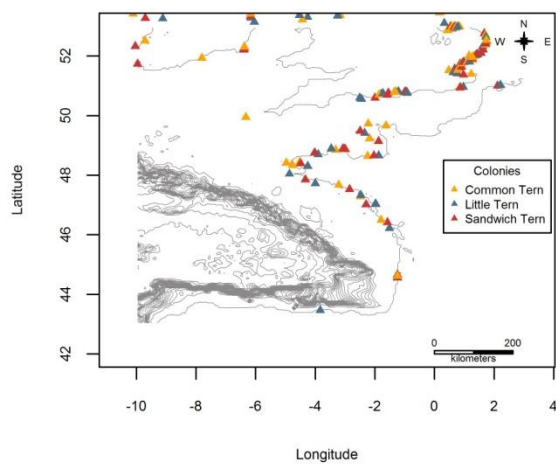 N
W E
S
52
50
48
46
44
42
Latitude
Colonies
Common Tern
Little Tern
Sandwich Tern
0 200
kilometers
-10 -8 -6 -4 -2 0 2 4
Longitude